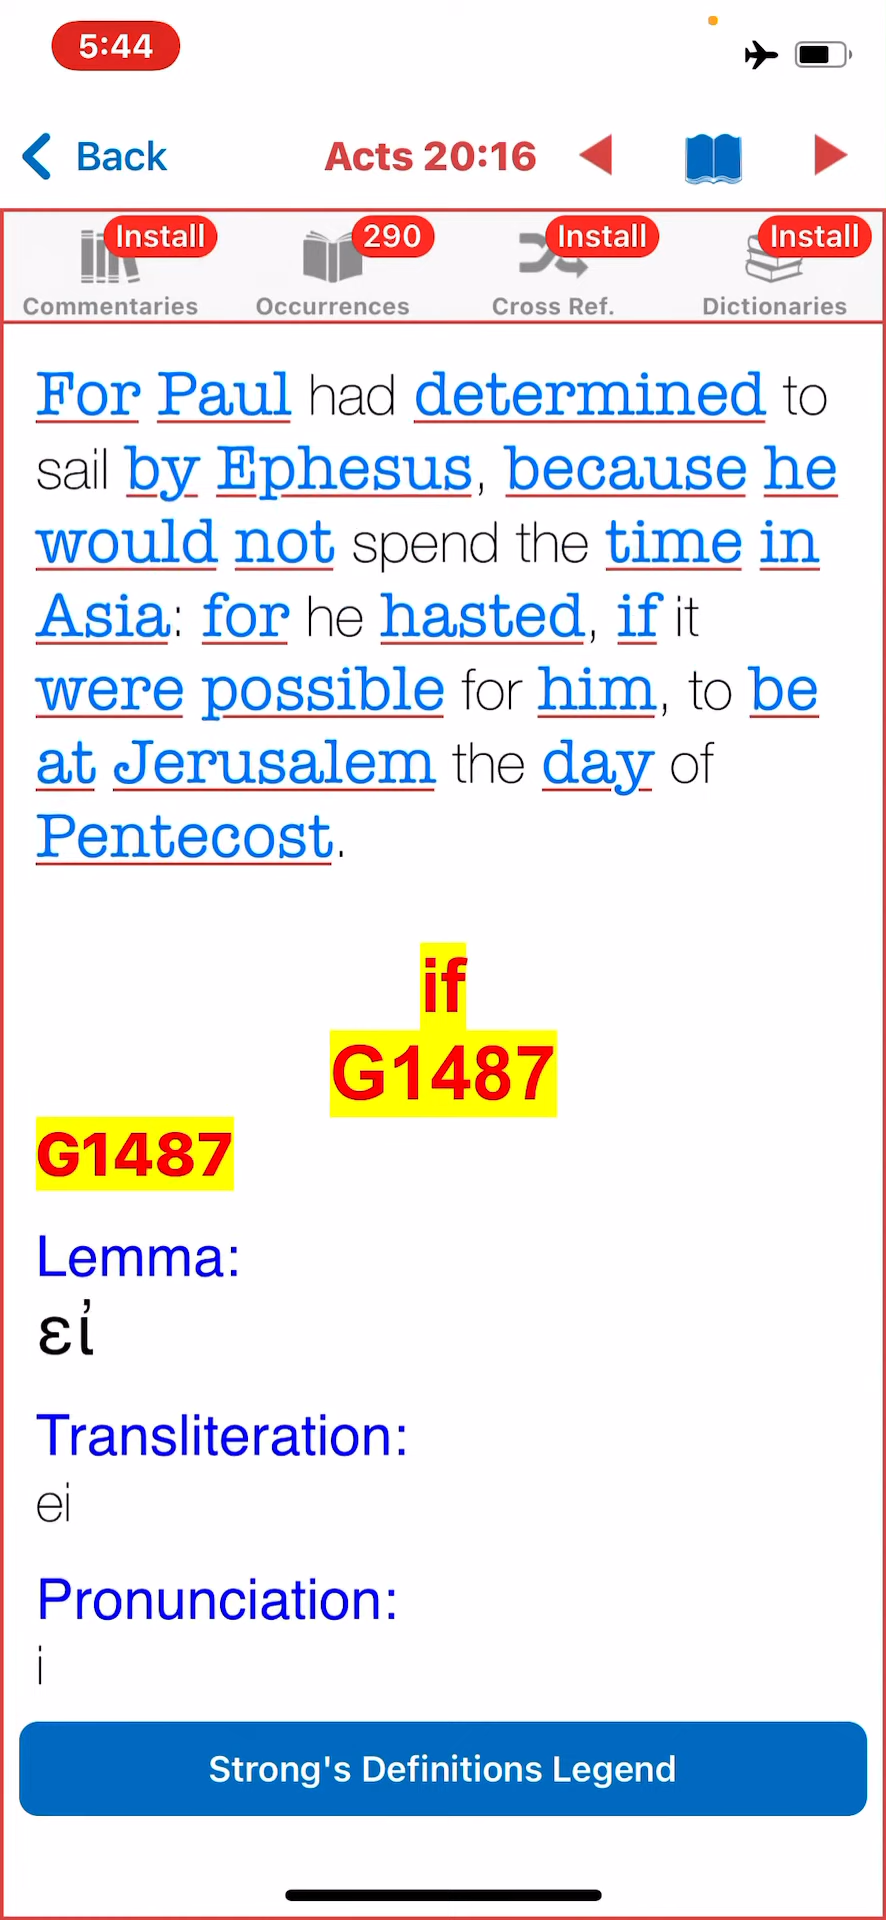 5:44
Back
Acts 20:16
Install
290
Install
Install
Commentaries
Occurrences
Cross Ref.
Dictionaries
For Paul had determined to
sail by Ephesus, because he
would not spend the time in
Asia: for he hasted, if it
were possible for him, to be
at Jerusalem the day of
Pentecost.
if
G1487
G1487
Lemma:
εἰ
Transliteration:
ei
Pronunciation:
i
Strong's Definitions Legend